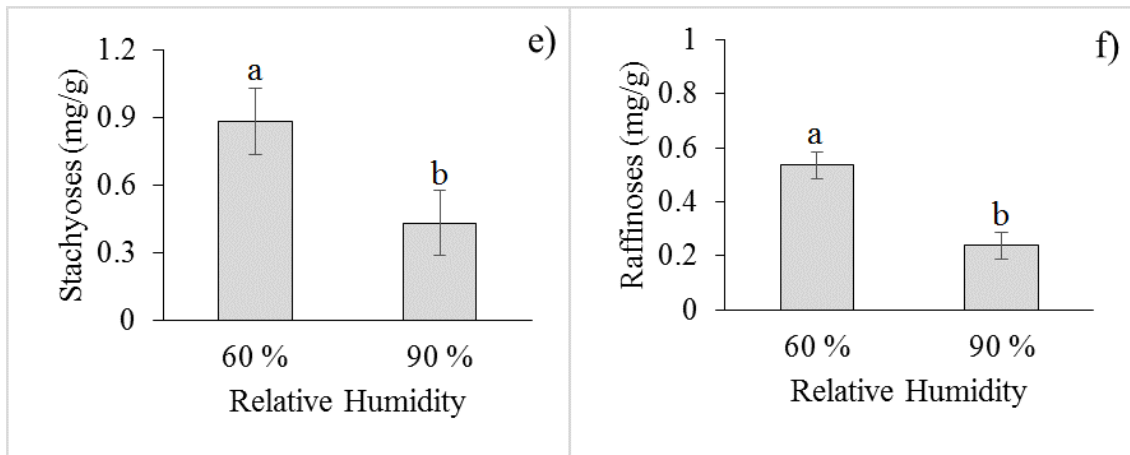 e)
Stachyoses (mg/g)
1.2
0.9
0.6
0.3
0
a
b
60 %
90 %
Relative Humidity
f)
Raffinoses (mg/g)
1
0.8
0.6
0.4
0.2
0
a
b
60 %
90 %
Relative Humidity